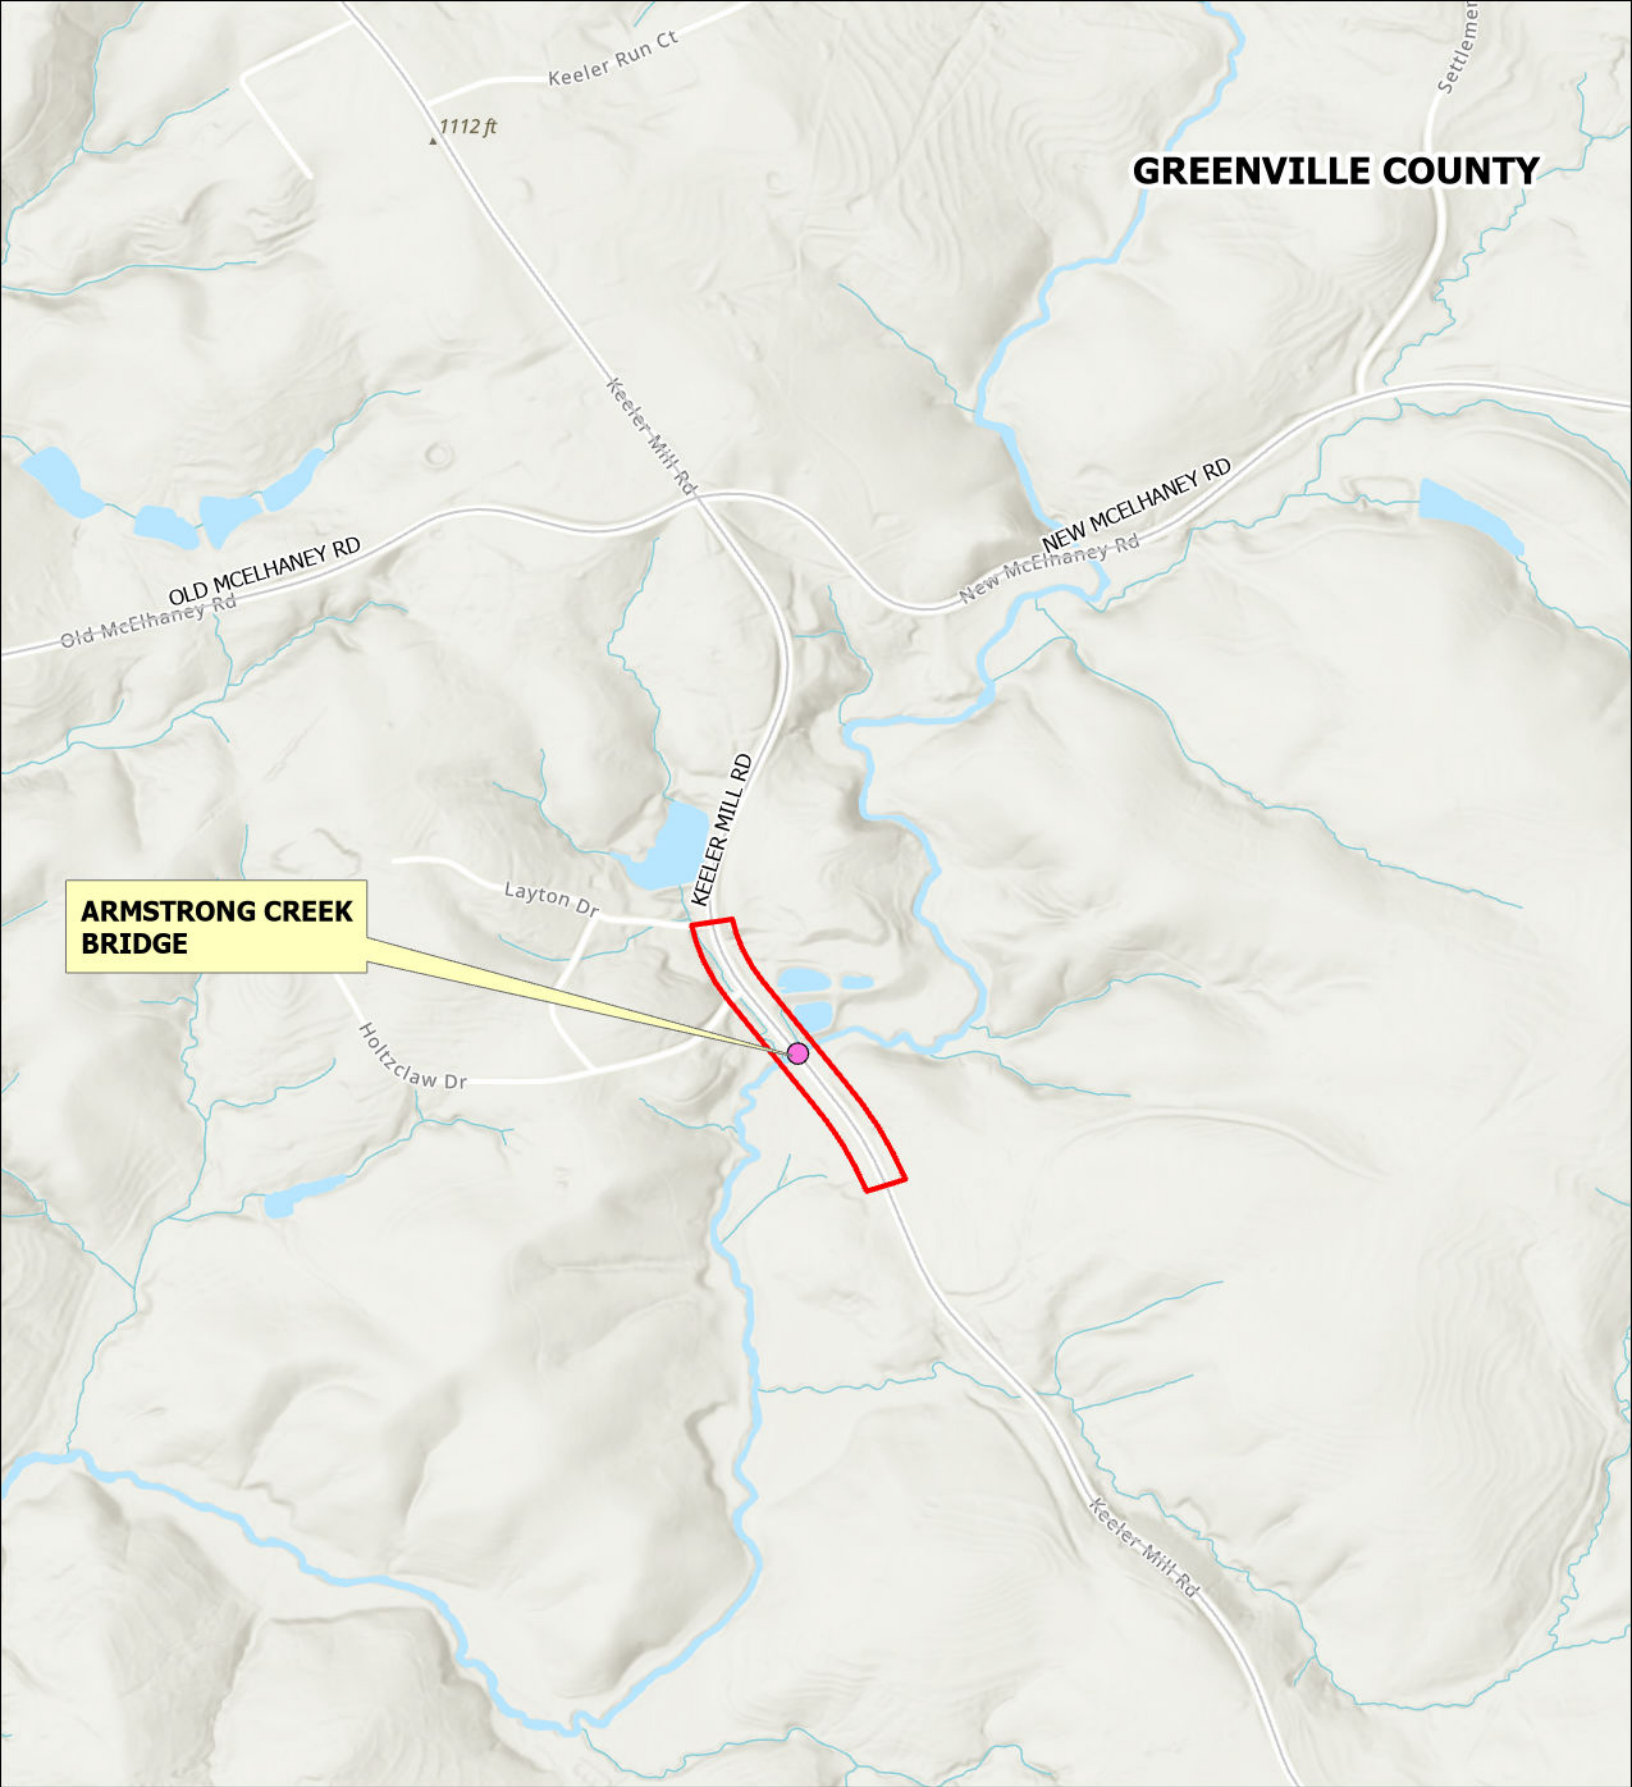 Settlemen
Keeler Run Ct
1112 ft
GREENVILLE COUNTY
Keeler Mill Rd
NEW MCELHANEY RD
New McElhaney Rd
OLD MCELHANEY RD
Old McElhaney Rd
KEELER MILL RD
Layton Dr
ARMSTRONG CREEK
BRIDGE
Holtzclaw Dr
Keeler Mill Rd